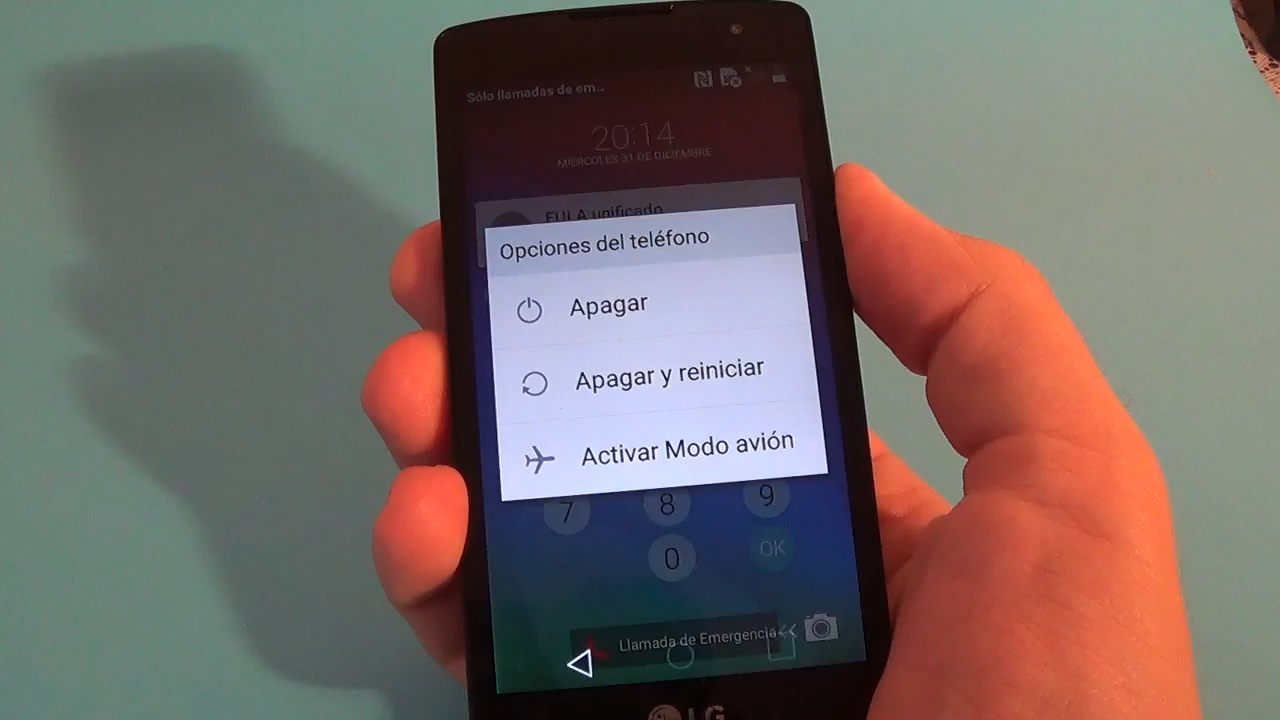 Sólo llamadas de em...
20:14
MIÉRCOLES 31 DE DICIEMBRE
EULA unificado
Opciones del teléfono
Apagar
Apagar y reiniciar
Activar Modo avión
7 8 9
0 OK
Llamada de Emergencia
LG